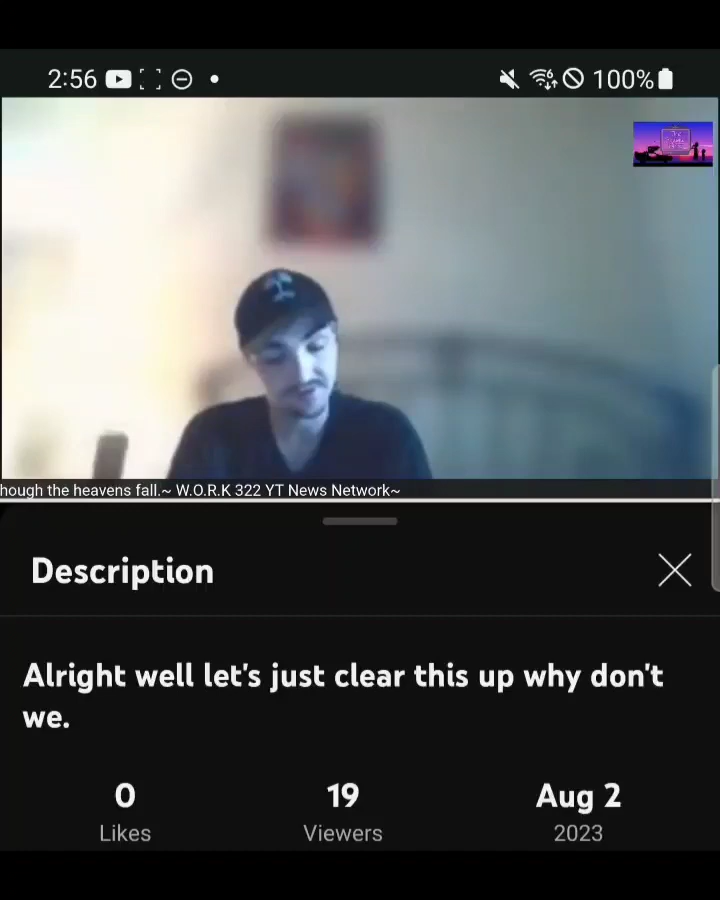 2:56
100%
hough the heavens fall.~ W.O.R.K 322 YT News Network~
Description
Alright well let's just clear this up why don't
we.
0 19 Aug 2
Likes Viewers 2023